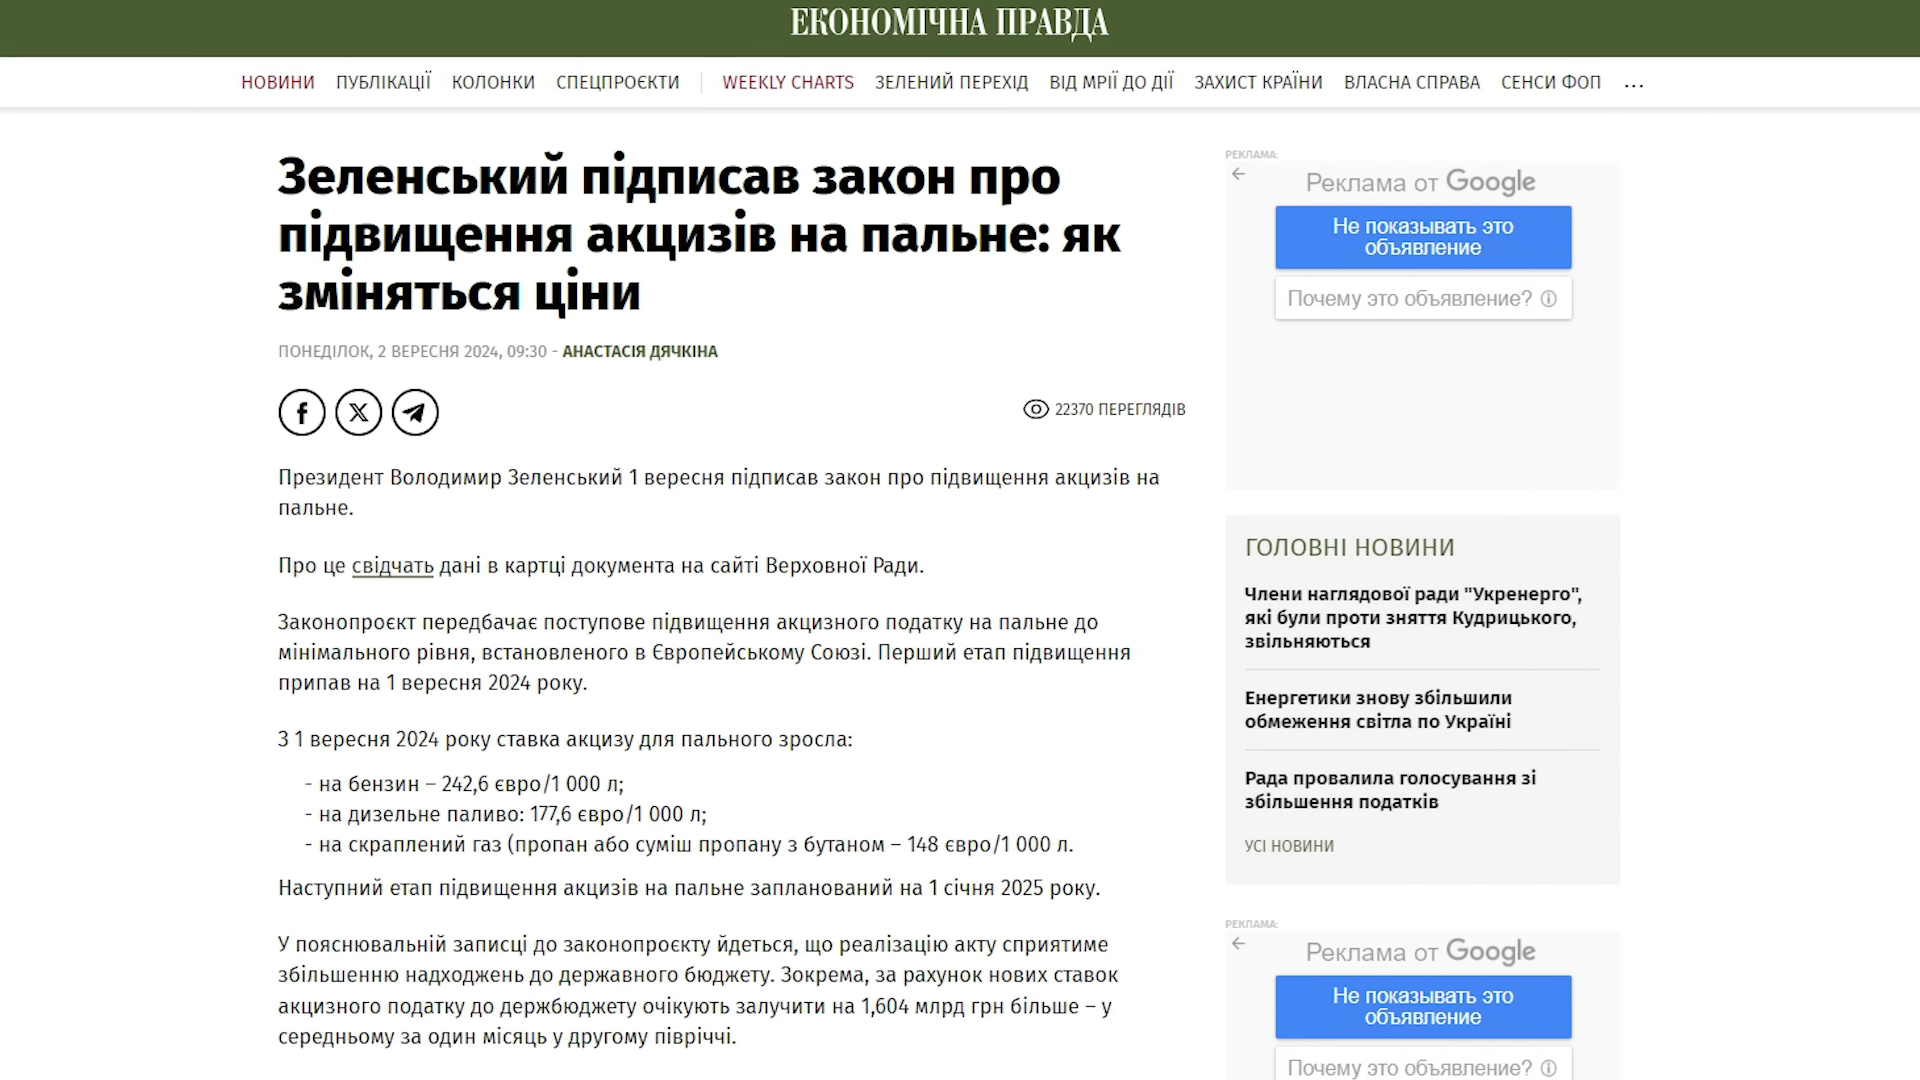 ЕКОНОМІЧНА ПРАВДА
НОВИНИ ПУБЛІКАЦІЇ КОЛОНКИ СПЕЦПРОЄКТИ WEEKLY CHARTS ЗЕЛЕНИЙ ПЕРЕХІД ВІД МРІЇ ДО ДІЇ ЗАХИСТ КРАЇНИ ВЛАСНА СПРАВА СЕНСИ ФОП ...
Зеленський підписав закон про
підвищення акцизів на пальне: як
зміняться ціни
ПОНЕДІЛОК, 2 ВЕРЕСНЯ 2024, 09:30 - АНАСТАСІЯ ДЯЧКІНА
22370 ПЕРЕГЛЯДІВ
Президент Володимир Зеленський 1 вересня підписав закон про підвищення акцизів на
пальне.
Про це свідчать дані в картці документа на сайті Верховної Ради.
Законопроєкт передбачає поступове підвищення акцизного податку на пальне до
мінімального рівня, встановленого в Європейському Союзі. Перший етап підвищення
припав на 1 вересня 2024 року.
З 1 вересня 2024 року ставка акцизу для пального зросла:
- на бензин – 242,6 євро/1 000 л;
- на дизельне паливо: 177,6 євро/1 000 л;
- на скраплений газ (пропан або суміш пропану з бутаном – 148 євро/1 000 л.
Наступний етап підвищення акцизів на пальне запланований на 1 січня 2025 року.
У пояснювальній записці до законопроєкту йдеться, що реалізацію акту сприятиме
збільшенню надходжень до державного бюджету. Зокрема, за рахунок нових ставок
акцизного податку до держбюджету очікують залучити на 1,604 млрд грн більше – у
середньому за один місяць у другому півріччі.
РЕКЛАМА:
Реклама от Google
Не показывать это
объявление
Почему это объявление?
ГОЛОВНІ НОВИНИ
Члени наглядової ради "Укренерго",
які були проти зняття Кудрицького,
звільняються
Енергетики знову збільшили
обмеження світла по Україні
Рада провалила голосування зі
збільшення податків
УСІ НОВИНИ
РЕКЛАМА:
Реклама от Google
Не показывать это
объявление
Почему это объявление?